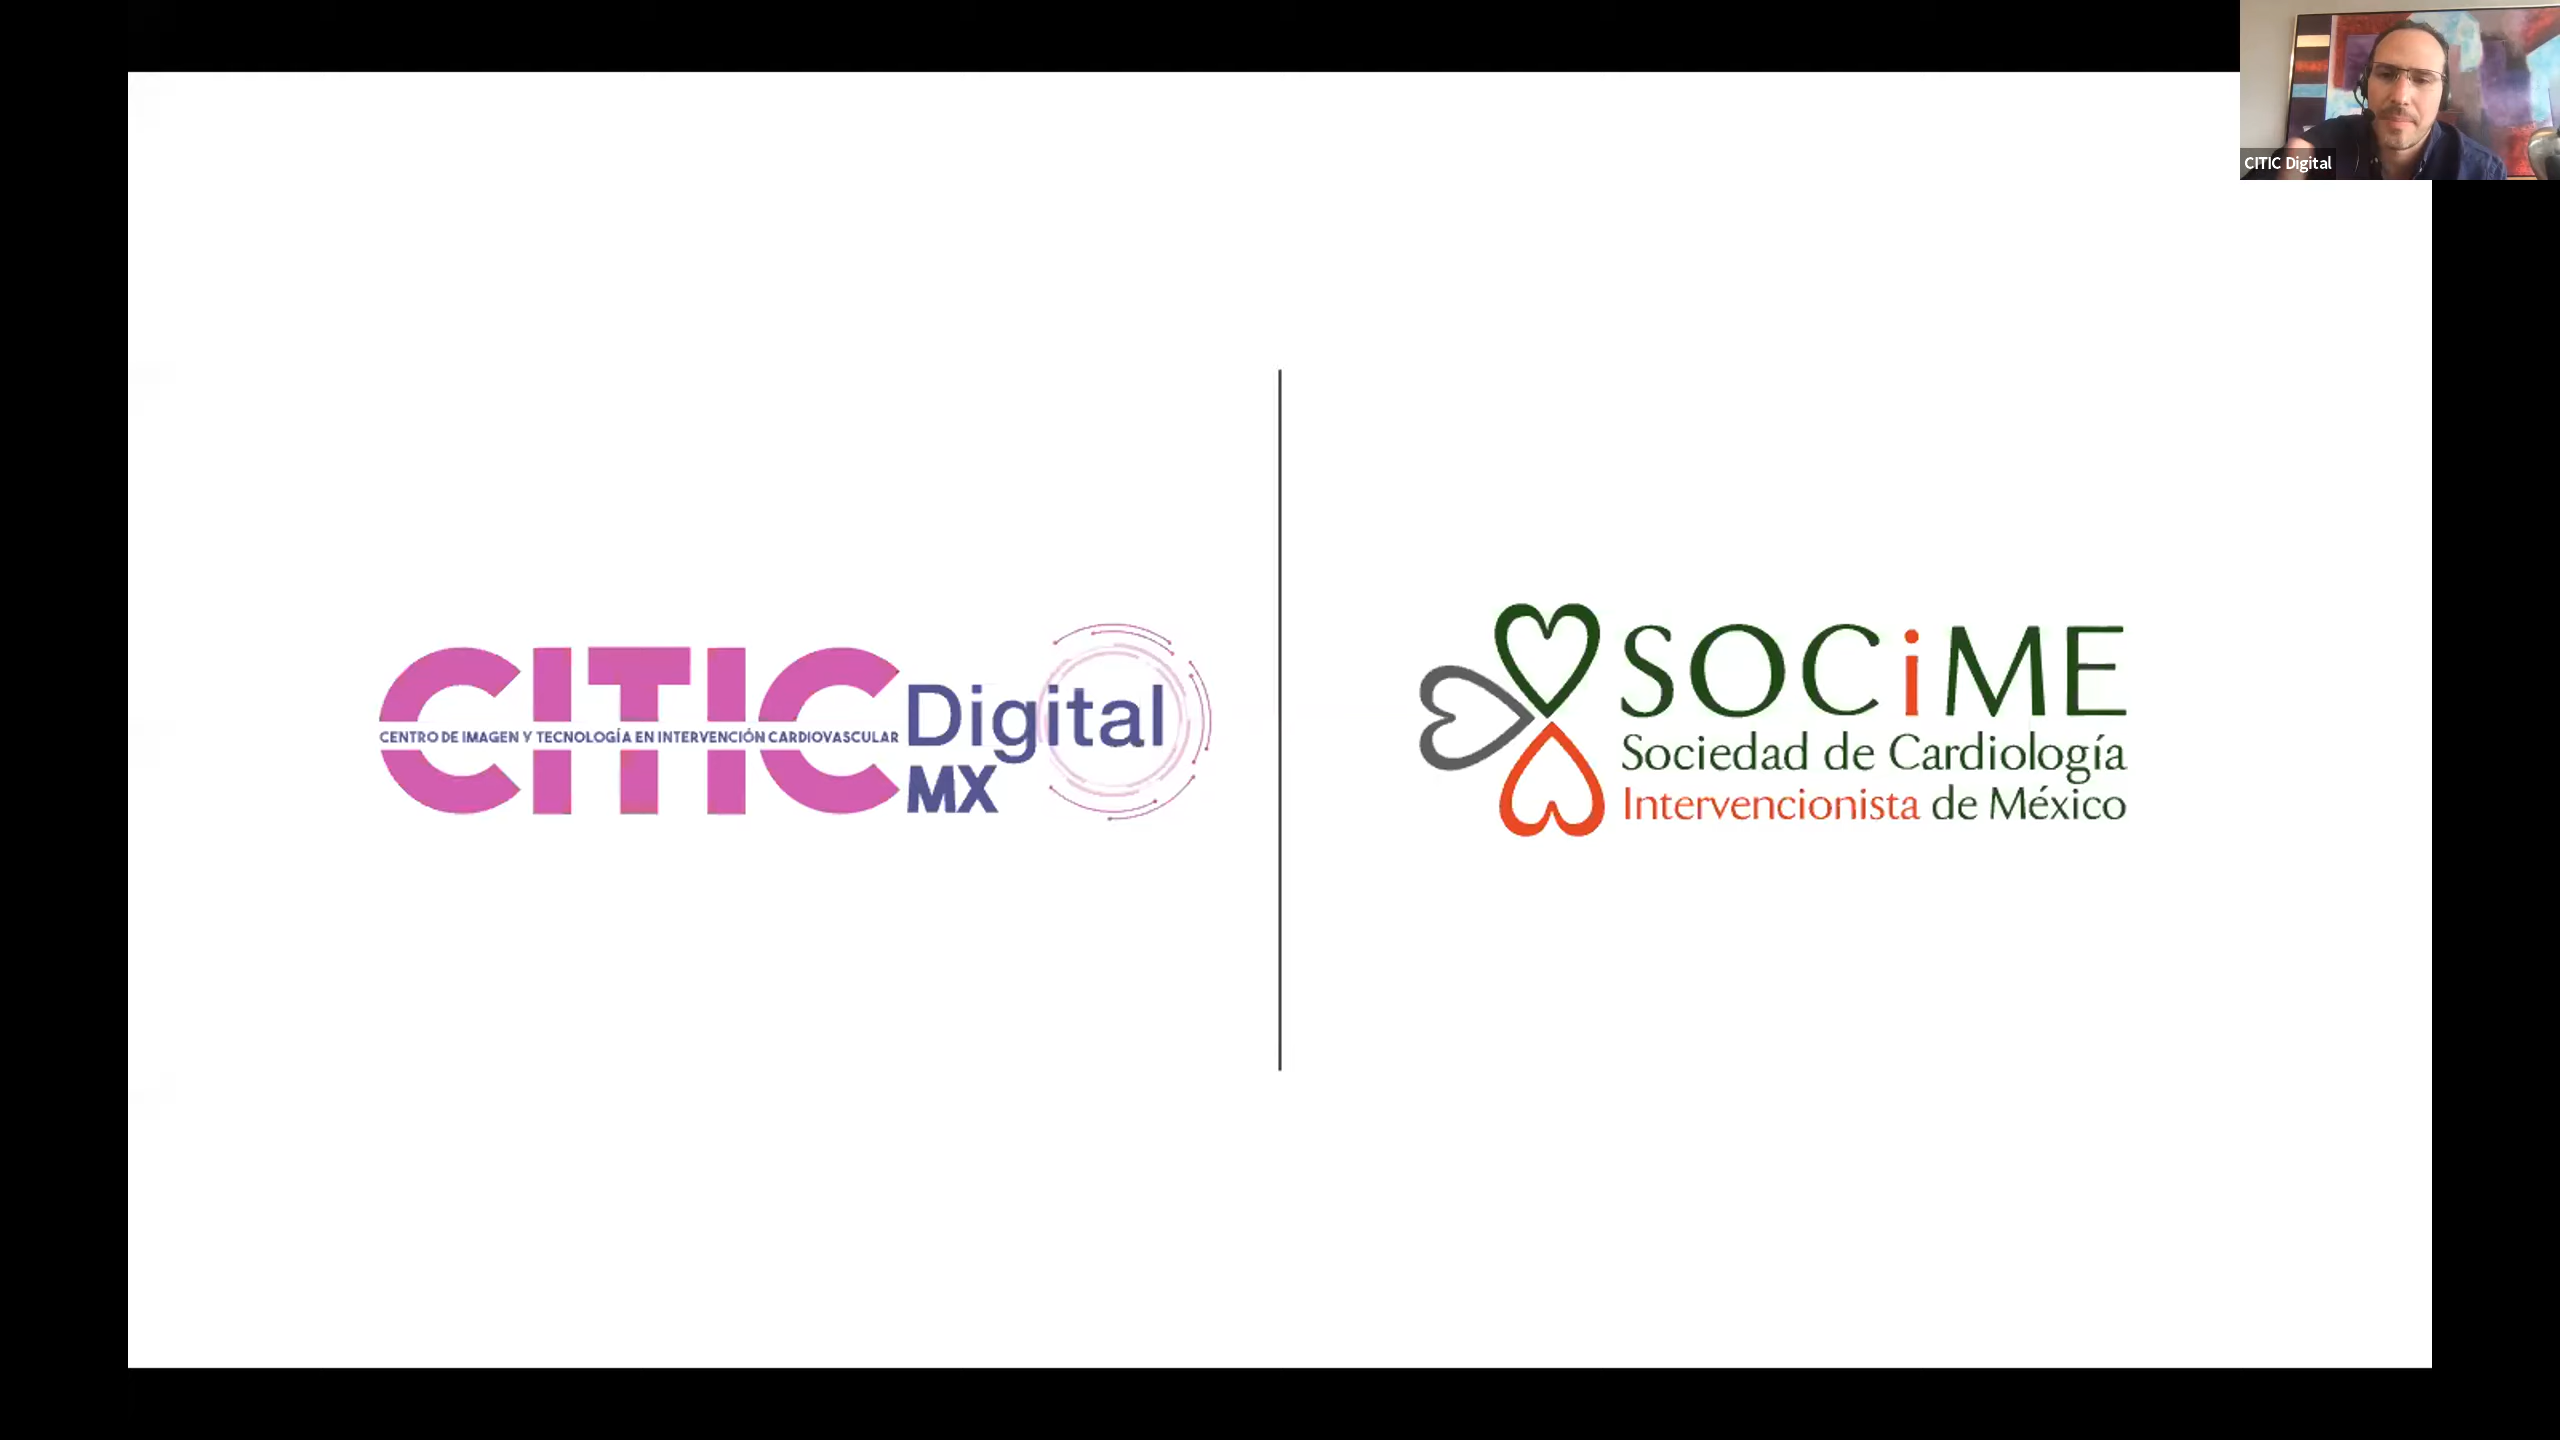 CITIC Digital
CITIC
CENTRO DE IMAGEN Y TECNOLOGÍA EN INTERVENCIÓN CARDIOVASCULAR
Digital
MX
SOCiME
Sociedad de Cardiología
Intervencionista de México